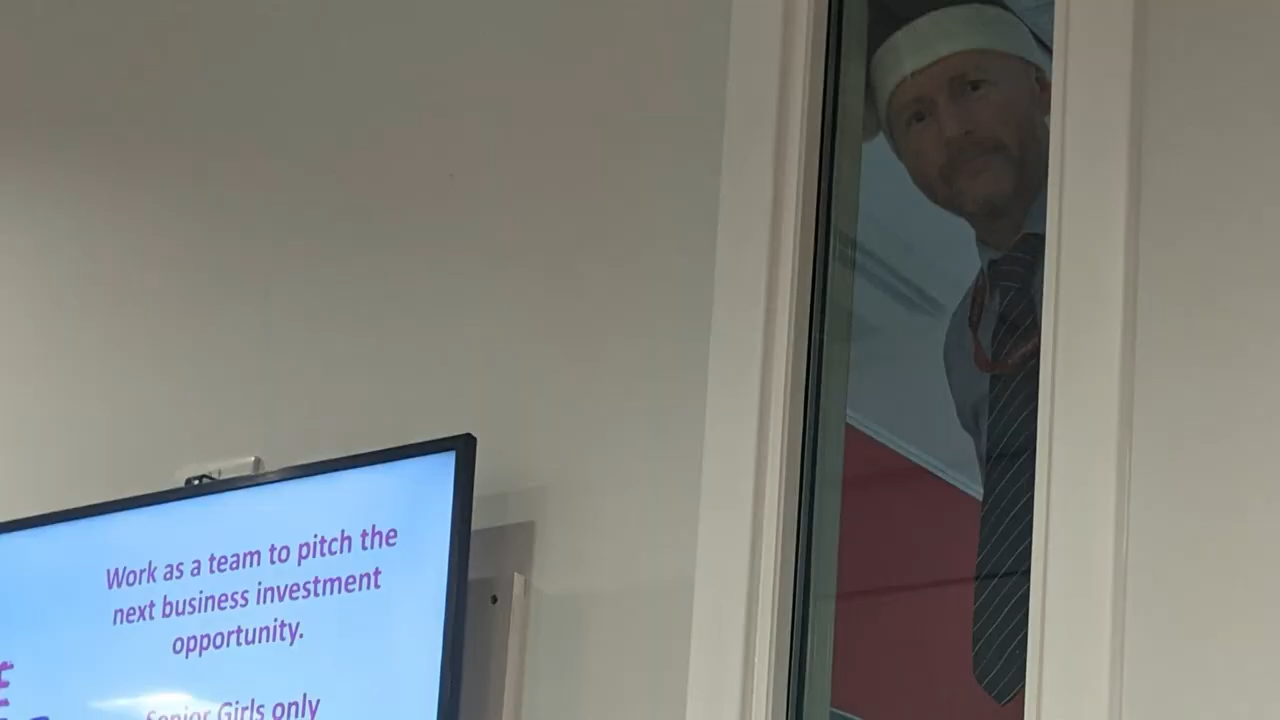 Work as a team to pitch the
next business investment
opportunity.
Senior Girls only